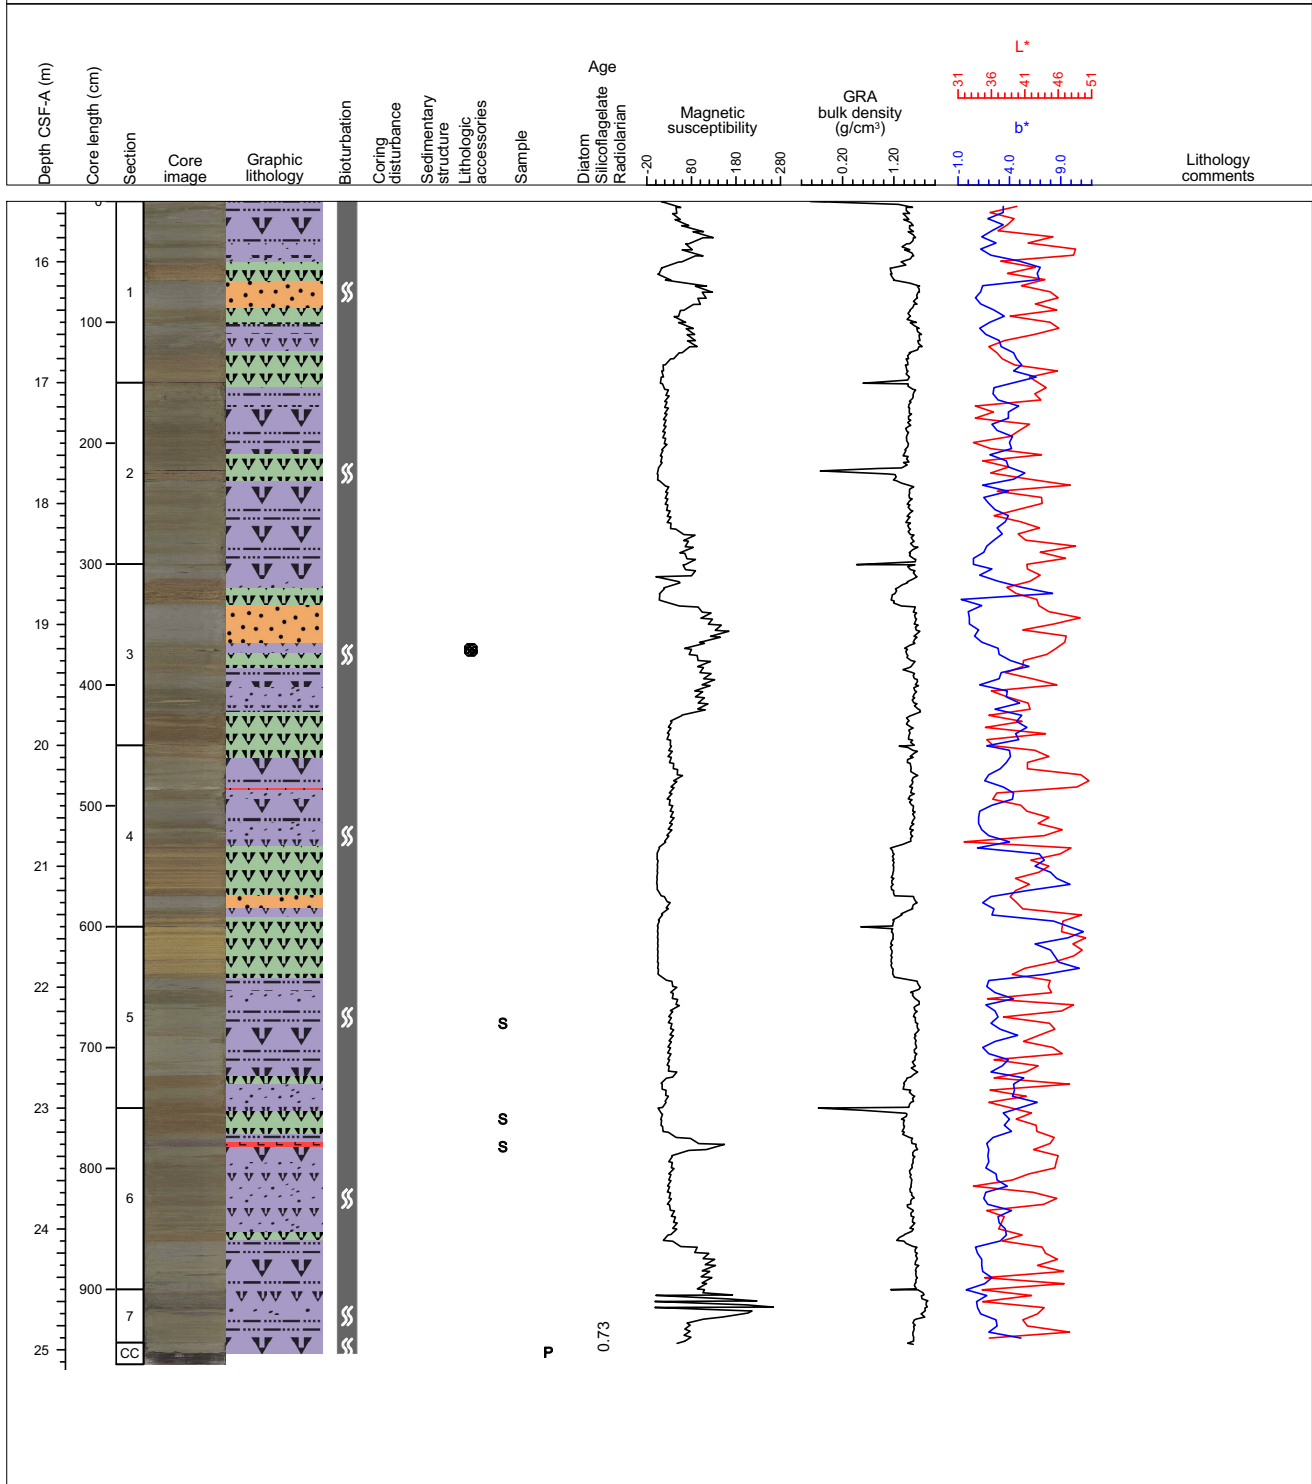 Depth CSF-A (m)
Core length (cm)
Section
Core
image
Graphic
lithology
Bioturbation
Coring
disturbance
Sedimentary
structure
Lithologic
accessories
Sample
Age
Diatom
Silicoflagelate
Radiolarian
Magnetic
susceptibility
-20 80 180 280
GRA
bulk density
(g/cm³)
0.20 1.20
L*
31 36 41 46 51
b*
-1.0 4.0 9.0
Lithology
comments
0
16
1
100
17
200
2
18
300
19
3
400
20
500
4
21
600
22
5
S
700
23
S
S
800
6
24
900
7
0.73
25
CC
P